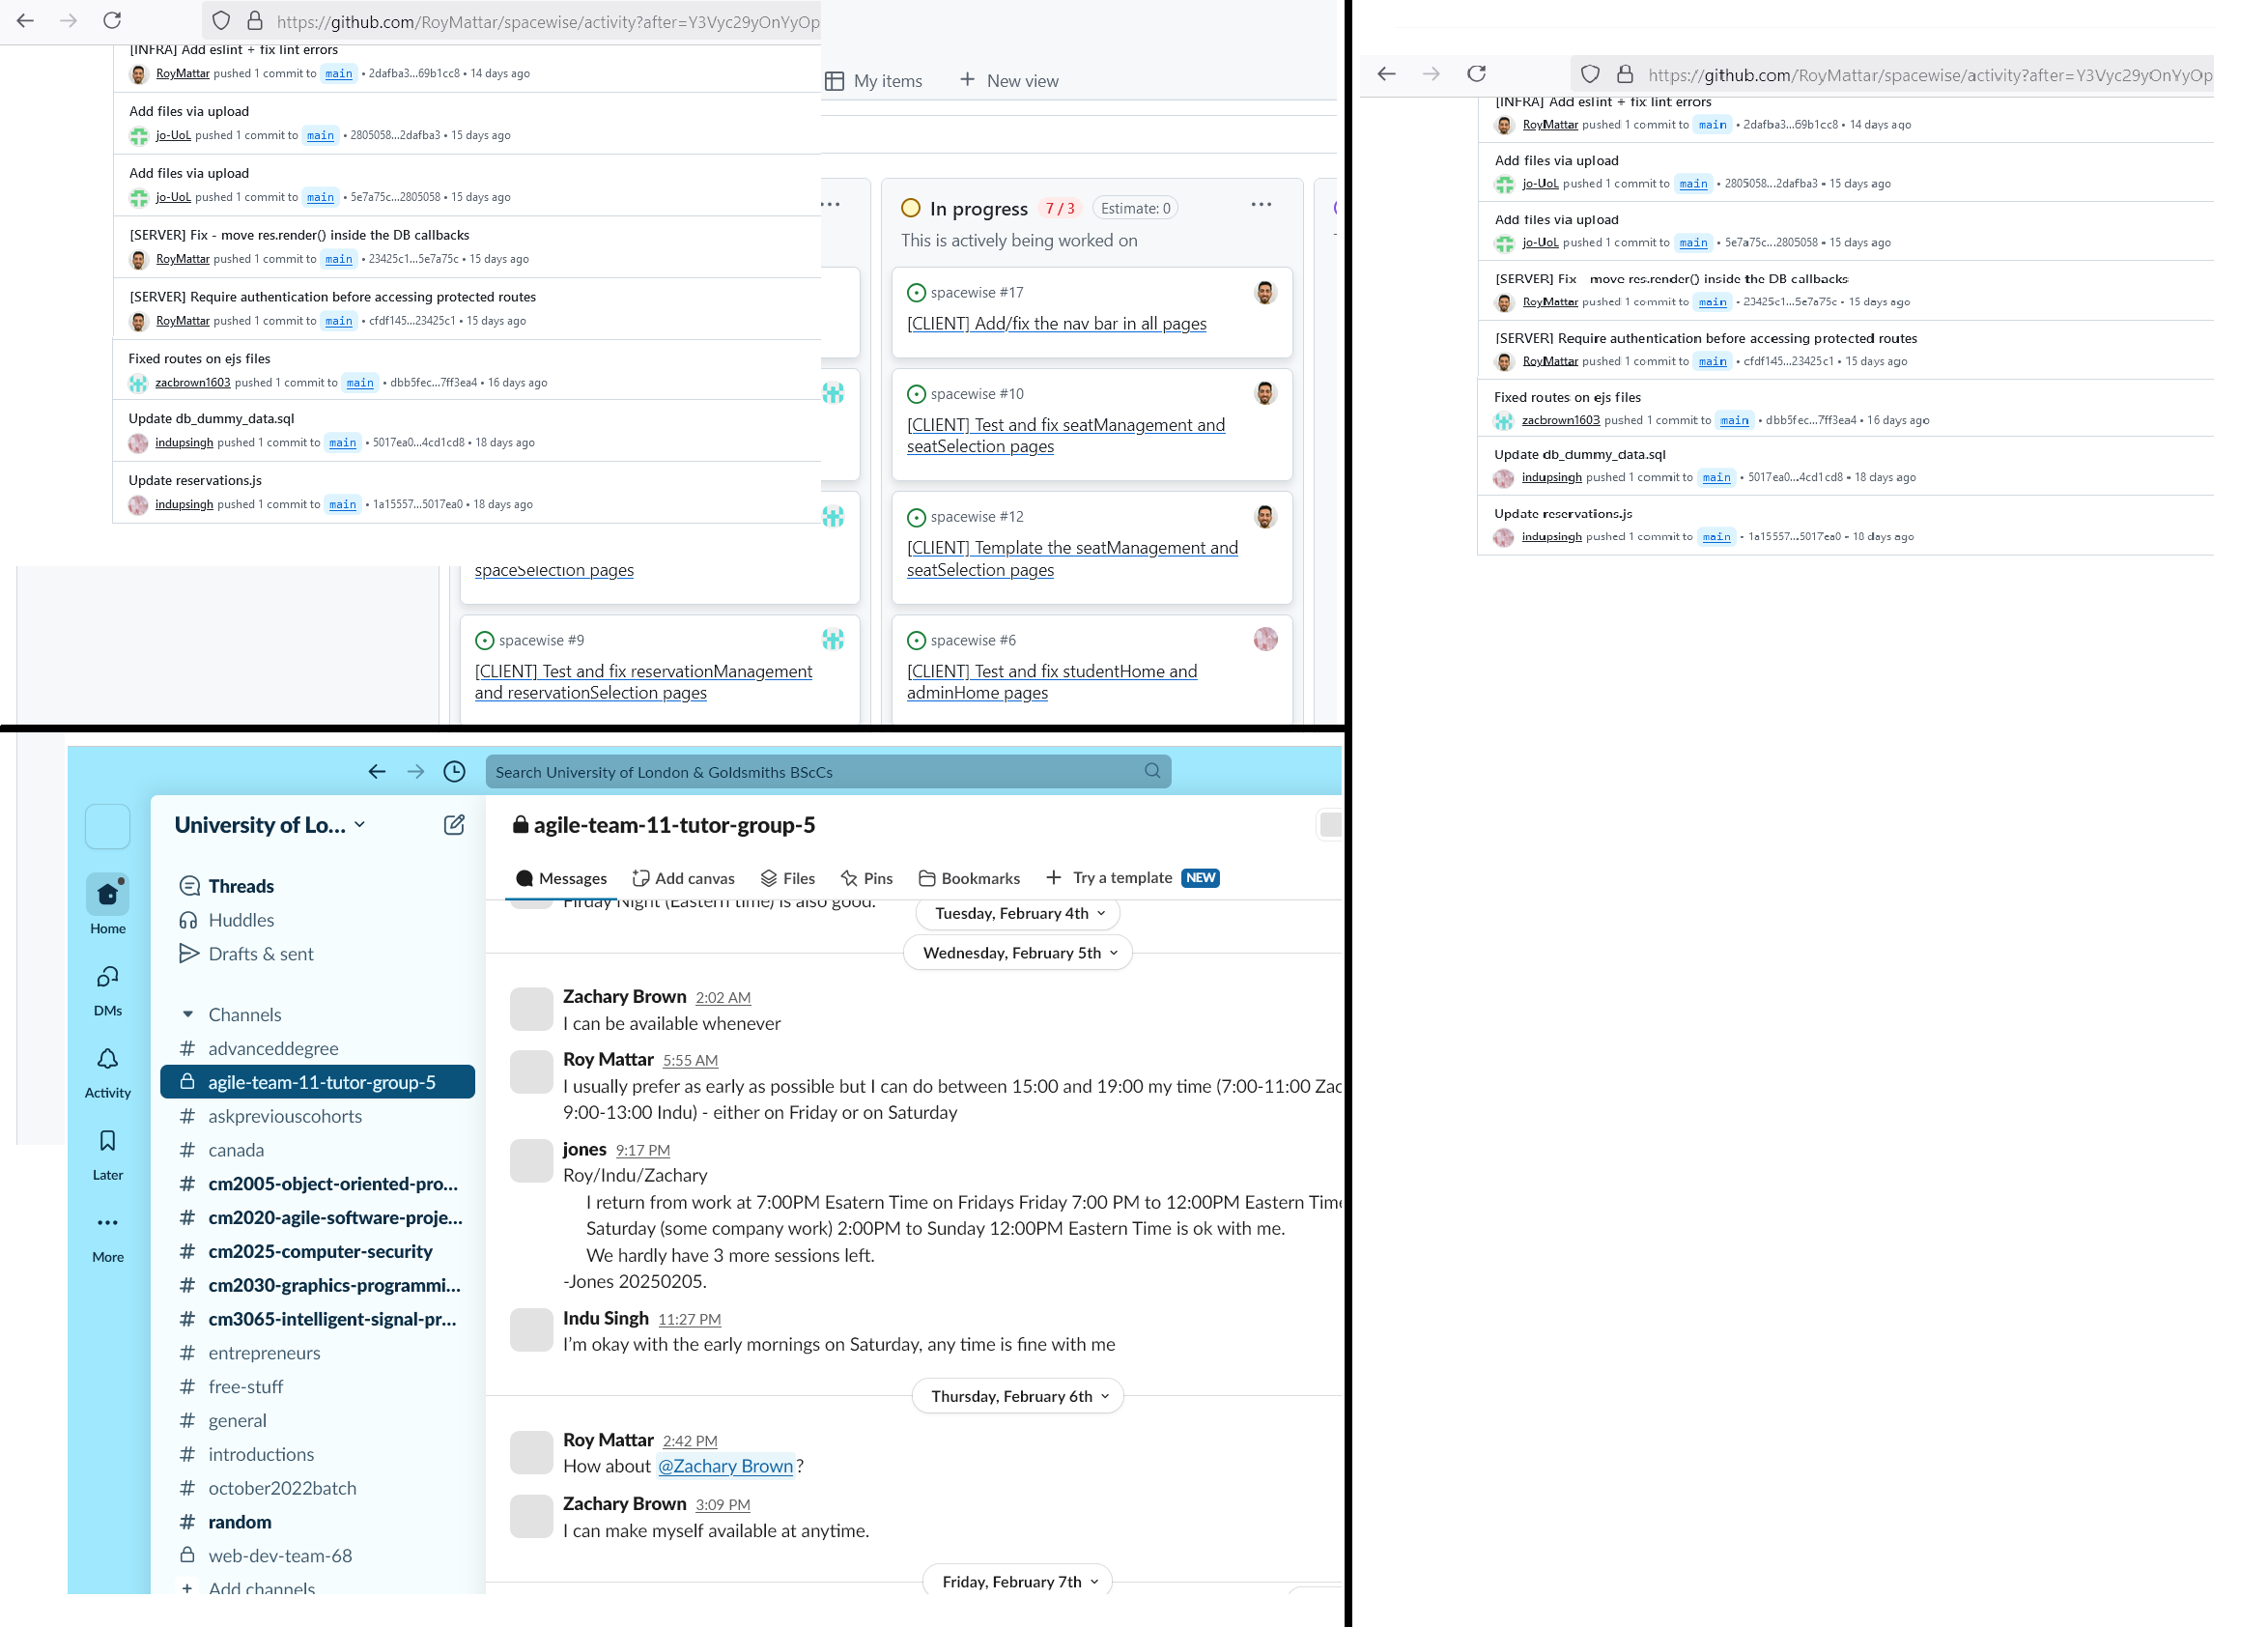 https://github.com/RoyMattar/spacewise/activity?after=Y3Vyc29yOnYyOp
[INFRA] Add eslint + fix lint errors
RoyMattar pushed 1 commit to main • 2dafba3...69b1cc8 • 14 days ago
Add files via upload
jo-UoL pushed 1 commit to main • 2805058...2dafba3 • 15 days ago
Add files via upload
jo-UoL pushed 1 commit to main • 5e7a75c...2805058 • 15 days ago
[SERVER] Fix - move res.render() inside the DB callbacks
RoyMattar pushed 1 commit to main • 23425c1...5e7a75c • 15 days ago
[SERVER] Require authentication before accessing protected routes
RoyMattar pushed 1 commit to main • cfdf145...23425c1 • 15 days ago
Fixed routes on ejs files
zacbrown1603 pushed 1 commit to main • dbb5fec...7ff3ea4 • 16 days ago
Update db_dummy_data.sql
indupsingh pushed 1 commit to main • 5017ea0...4cd1cd8 • 18 days ago
Update reservations.js
indupsingh pushed 1 commit to main • 1a15557...5017ea0 • 18 days ago
My items + New view
spaceSelection pages
spacewise #9
[CLIENT] Test and fix reservationManagement
and reservationSelection pages
In progress 7 / 3 Estimate: 0 ...
This is actively being worked on
spacewise #17
[CLIENT] Add/fix the nav bar in all pages
spacewise #10
[CLIENT] Test and fix seatManagement and
seatSelection pages
spacewise #12
[CLIENT] Template the seatManagement and
seatSelection pages
spacewise #6
[CLIENT] Test and fix studentHome and
adminHome pages
https://github.com/RoyMattar/spacewise/activity?after=Y3Vyc29yOnYyOp
[INFRA] Add eslint + fix lint errors
RoyMattar pushed 1 commit to main • 2dafba3...69b1cc8 • 14 days ago
Add files via upload
jo-UoL pushed 1 commit to main • 2805058...2dafba3 • 15 days ago
Add files via upload
jo-UoL pushed 1 commit to main • 5e7a75c...2805058 • 15 days ago
[SERVER] Fix move res.render() inside the DB callbacks
RoyMattar pushed 1 commit to main • 23425c1...5e7a75c • 15 days ago
[SERVER] Require authentication before accessing protected routes
RoyMattar pushed 1 commit to main • cfdf145...23425c1 • 15 days ago
Fixed routes on ejs files
zacbrown1603 pushed 1 commit to main • dbb5fec...7ff3ea4 • 16 days ago
Update db_dummy_data.sql
indupsingh pushed 1 commit to main • 5017ea0...4cd1cd8 • 18 days ago
Update reservations.js
indupsingh pushed 1 commit to main • 1a15557...5017ea0 • 18 days ago
Search University of London & Goldsmiths BScCs
Home
DMs
Activity
Later
More
University of Lo...
Threads
Huddles
Drafts & sent
Channels
# advanceddegree
agile-team-11-tutor-group-5
# askpreviouscohorts
# canada
# cm2005-object-oriented-pro...
# cm2020-agile-software-proje...
# cm2025-computer-security
# cm2030-graphics-programmi...
# cm3065-intelligent-signal-pr...
# entrepreneurs
# free-stuff
# general
# introductions
# october2022batch
# random
web-dev-team-68
+ Add channels
agile-team-11-tutor-group-5
Messages Add canvas Files Pins Bookmarks + Try a template NEW
Firday Night (Eastern time) is also good.
Tuesday, February 4th
Wednesday, February 5th
Zachary Brown 2:02 AM
I can be available whenever
Roy Mattar 5:55 AM
I usually prefer as early as possible but I can do between 15:00 and 19:00 my time (7:00-11:00 Zac
9:00-13:00 Indu) - either on Friday or on Saturday
jones 9:17 PM
Roy/Indu/Zachary
I return from work at 7:00PM Esatern Time on Fridays Friday 7:00 PM to 12:00PM Eastern Time
Saturday (some company work) 2:00PM to Sunday 12:00PM Eastern Time is ok with me.
We hardly have 3 more sessions left.
-Jones 20250205.
Indu Singh 11:27 PM
I'm okay with the early mornings on Saturday, any time is fine with me
Thursday, February 6th
Roy Mattar 2:42 PM
How about @Zachary Brown ?
Zachary Brown 3:09 PM
I can make myself available at anytime.
Friday, February 7th